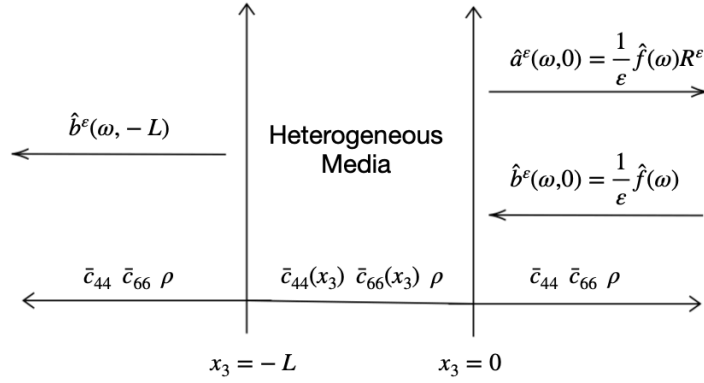 â^ε(ω,0) = 1/ε f̂(ω)R^ε
b̂^ε(ω, − L)
Heterogeneous
Media
b̂^ε(ω,0) = 1/ε f̂(ω)
c̄₄₄ c̄₆₆ ρ
c̄₄₄(x₃) c̄₆₆(x₃) ρ
c̄₄₄ c̄₆₆ ρ
x₃ = − L
x₃ = 0